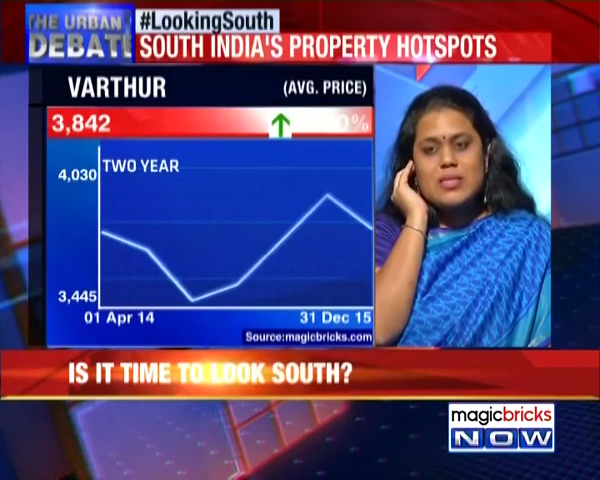 THE URBAN
DEBATE
#LookingSouth
SOUTH INDIA'S PROPERTY HOTSPOTS
VARTHUR
(AVG. PRICE)
3,842
0%
4,030
TWO YEAR
3,445
01 Apr 14
31 Dec 15
Source:magicbricks.com
IS IT TIME TO LOOK SOUTH?
magicbricks
NOW